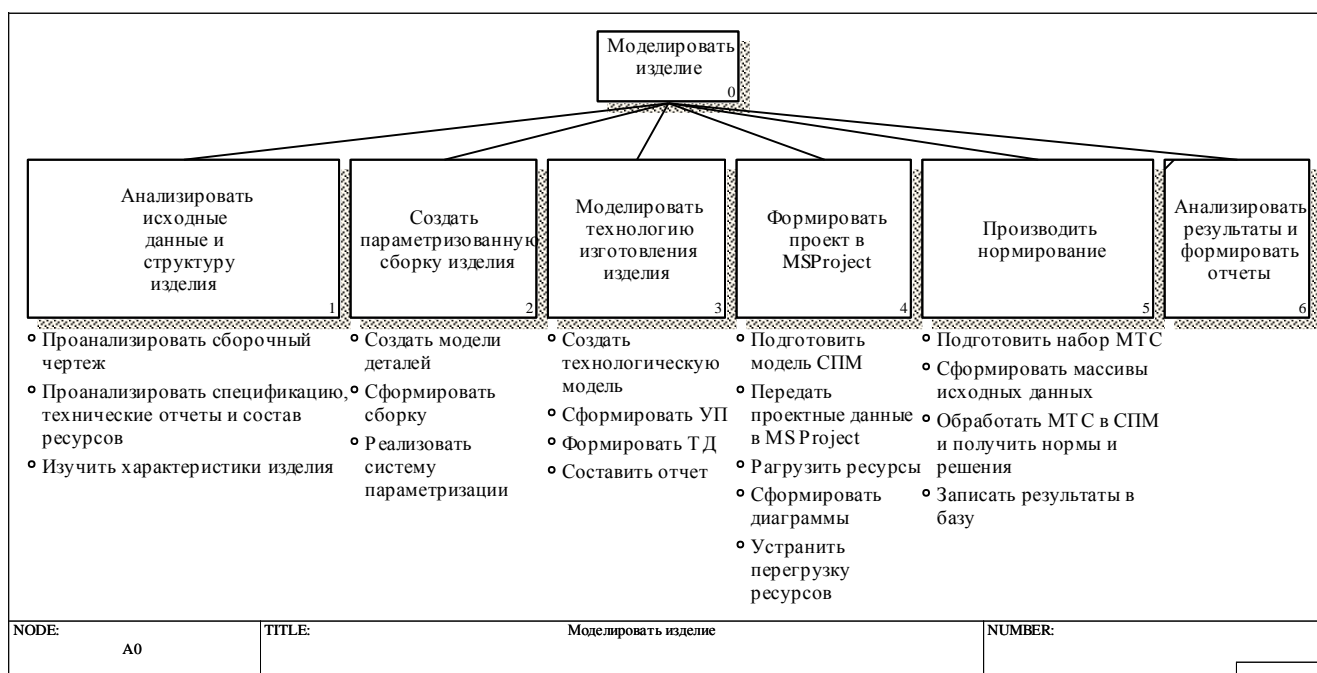 Моделировать
изделие
0
Анализировать
исходные
данные и
структуру
изделия
1
Создать
параметризованную
сборку изделия
2
Моделировать
технологию
изготовления
изделия
3
Формировать
проект в
MSProject
4
Производить
нормирование
5
Анализировать
результаты и
формировать
отчеты
6
Проанализировать сборочный
чертеж
Проанализировать спецификацию,
технические отчеты и состав
ресурсов
Изучить характеристики изделия
Создать модели
деталей
Сформировать
сборку
Реализовать
систему
параметризации
Создать
технологическую
модель
Сформировать УП
Формировать ТД
Составить отчет
Подготовить
модель СПМ
Передать
проектные данные
в MS Project
Рагрузить ресурсы
Сформировать
диаграммы
Устранить
перегрузку
ресурсов
Подготовить набор МТС
Сформировать массивы
исходных данных
Обработать МТС в СПМ
и получить нормы и
решения
Записать результаты в
базу
NODE:
A0
TITLE:
Моделировать изделие
NUMBER: